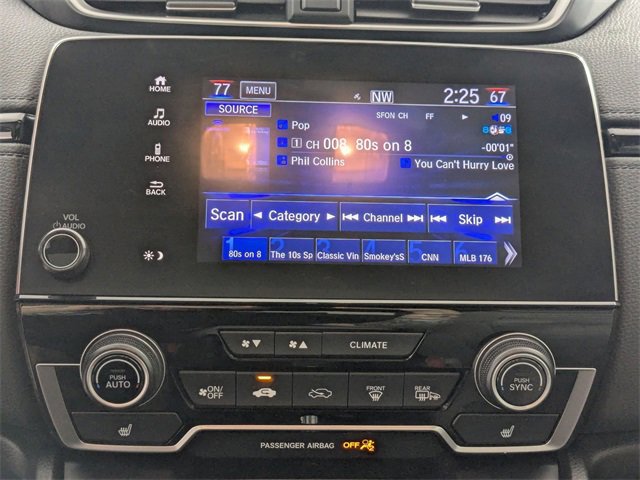 77 MENU NW 2:25 67
HOME
SOURCE
SFON CH FF 09
AUDIO
Pop
1 CH 008 80s on 8 -00'01"
PHONE
Phil Collins You Can't Hurry Love
BACK
VOL
AUDIO
Scan Category Channel Skip
1 2 3 4 5 6
80s on 8 The 10s Sp Classic Vin Smokey'sS CNN MLB 176
CLIMATE
PUSH
AUTO
ON/
OFF
FRONT
REAR
PUSH
SYNC
PASSENGER AIRBAG OFF